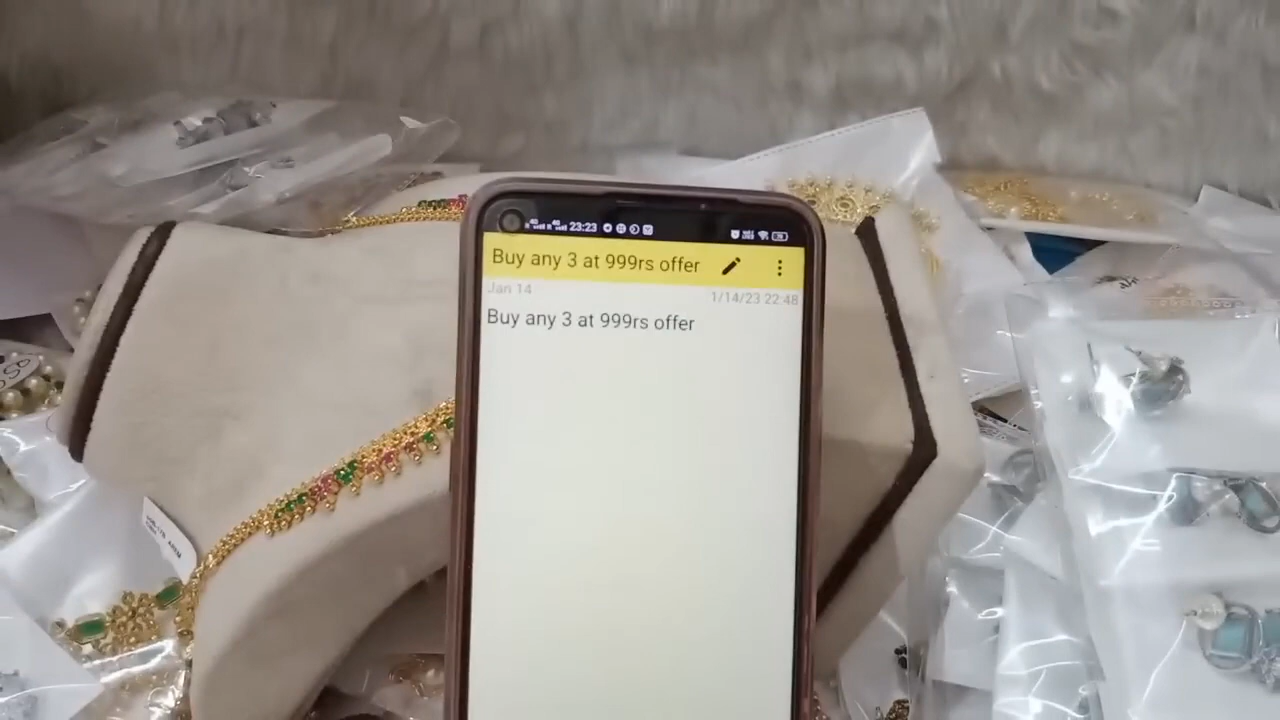 23:23
Buy any 3 at 999rs offer
Jan 14
1/14/23 22:48
Buy any 3 at 999rs offer